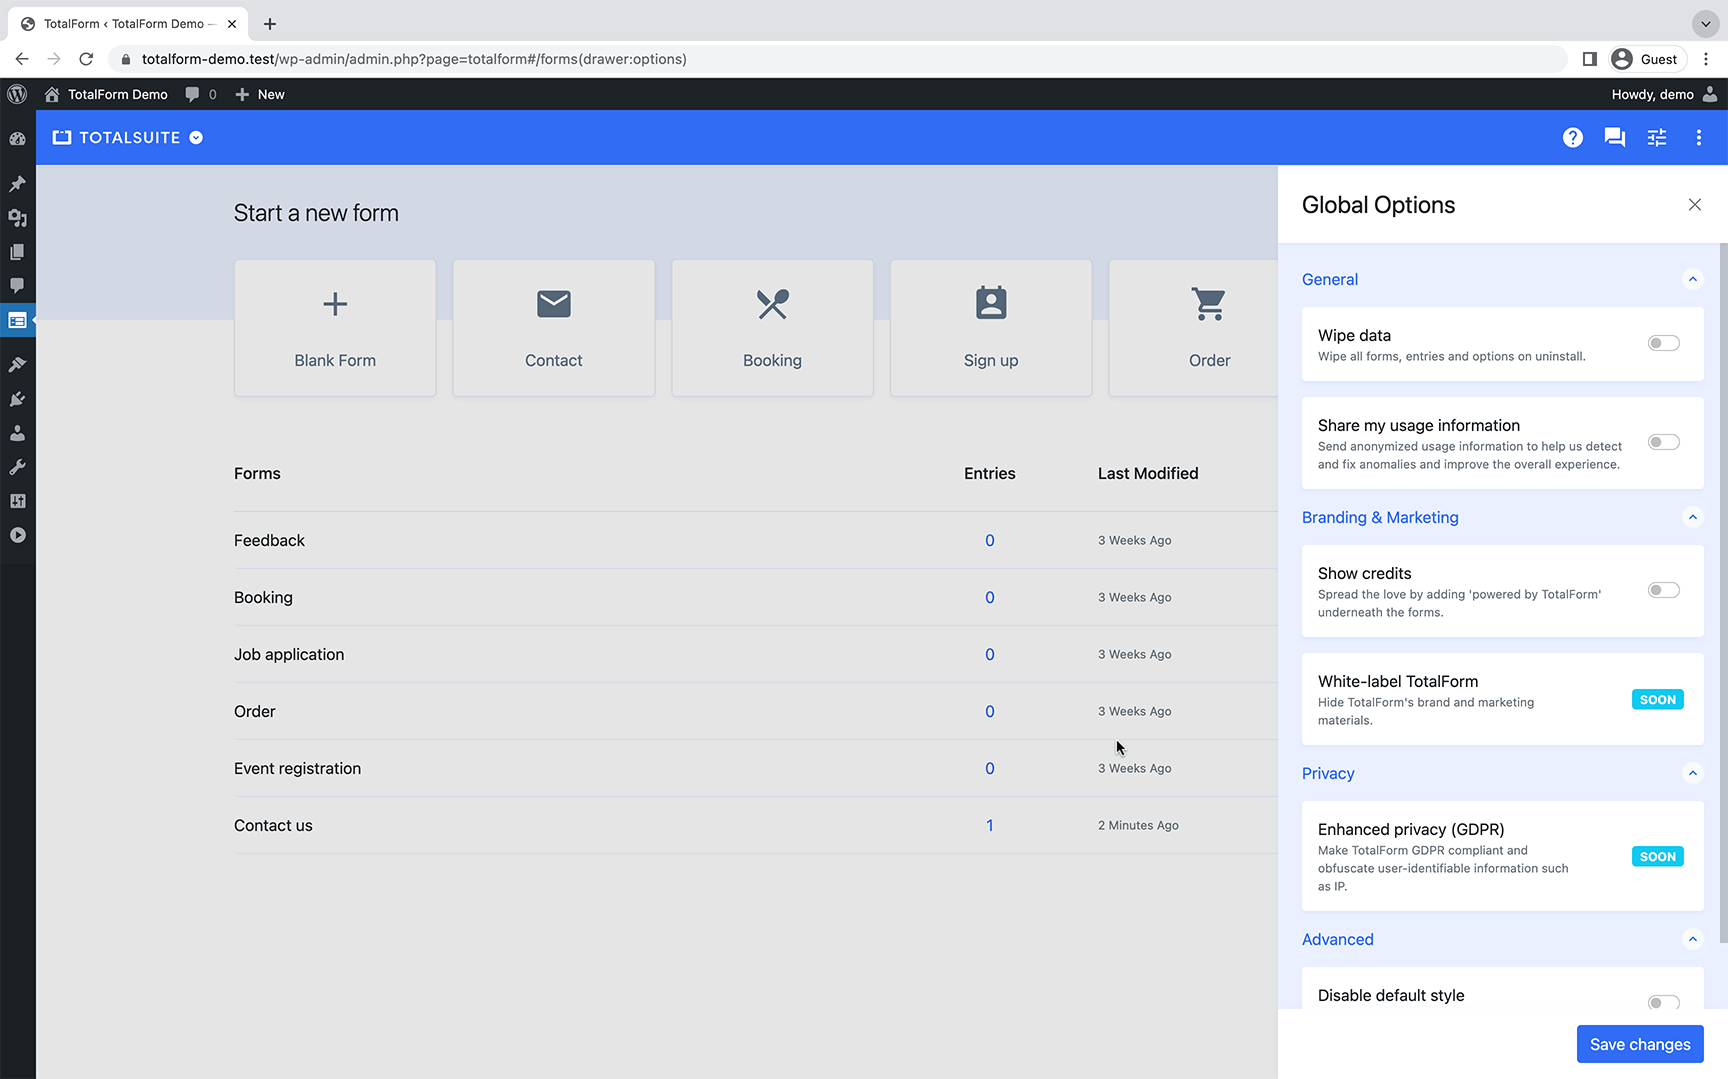 TotalForm ‹ TotalForm Demo —
totalform-demo.test/wp-admin/admin.php?page=totalform#/forms(drawer:options)
Guest
TotalForm Demo
0
New
Howdy, demo
TOTALSUITE
Start a new form
Blank Form
Contact
Booking
Sign up
Order
Forms
Entries
Last Modified
Feedback
0
3 Weeks Ago
Booking
0
3 Weeks Ago
Job application
0
3 Weeks Ago
Order
0
3 Weeks Ago
Event registration
0
3 Weeks Ago
Contact us
1
2 Minutes Ago
Global Options
General
Wipe data
Wipe all forms, entries and options on uninstall.
Share my usage information
Send anonymized usage information to help us detect
and fix anomalies and improve the overall experience.
Branding & Marketing
Show credits
Spread the love by adding 'powered by TotalForm'
underneath the forms.
White-label TotalForm
Hide TotalForm's brand and marketing
materials.
SOON
Privacy
Enhanced privacy (GDPR)
Make TotalForm GDPR compliant and
obfuscate user-identifiable information such
as IP.
SOON
Advanced
Disable default style
Save changes